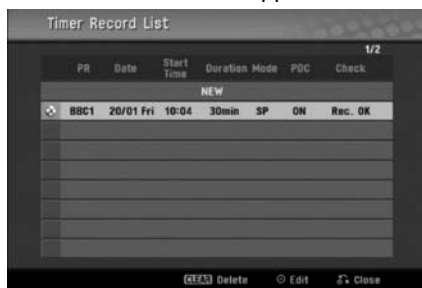 Timer Record List
1/2
PR Date Start Time Duration Mode PDC Check
NEW
BBC1 20/01 Fri 10:04 30min SP ON Rec. OK
CLEAR Delete Edit Close